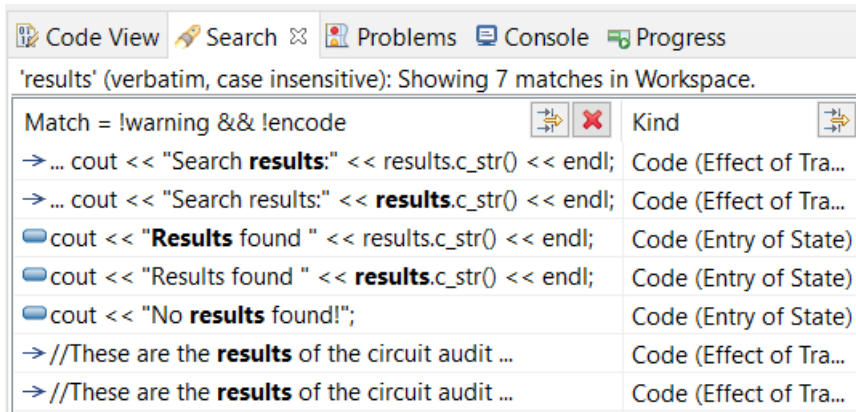 Code View Search Problems Console Progress
'results' (verbatim, case insensitive): Showing 7 matches in Workspace.
Match = !warning && !encode Kind
... cout << "Search results:" << results.c_str() << endl; Code (Effect of Tra...
... cout << "Search results:" << results.c_str() << endl; Code (Effect of Tra...
cout << "Results found " << results.c_str() << endl; Code (Entry of State)
cout << "Results found " << results.c_str() << endl; Code (Entry of State)
cout << "No results found!"; Code (Entry of State)
//These are the results of the circuit audit ... Code (Effect of Tra...
//These are the results of the circuit audit ... Code (Effect of Tra...